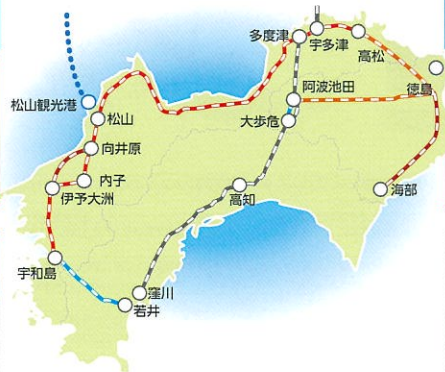 多度津
宇多津
高松
阿波池田
徳島
松山観光港
松山
大歩危
向井原
内子
伊予大洲
高知
海部
宇和島
窪川
若井